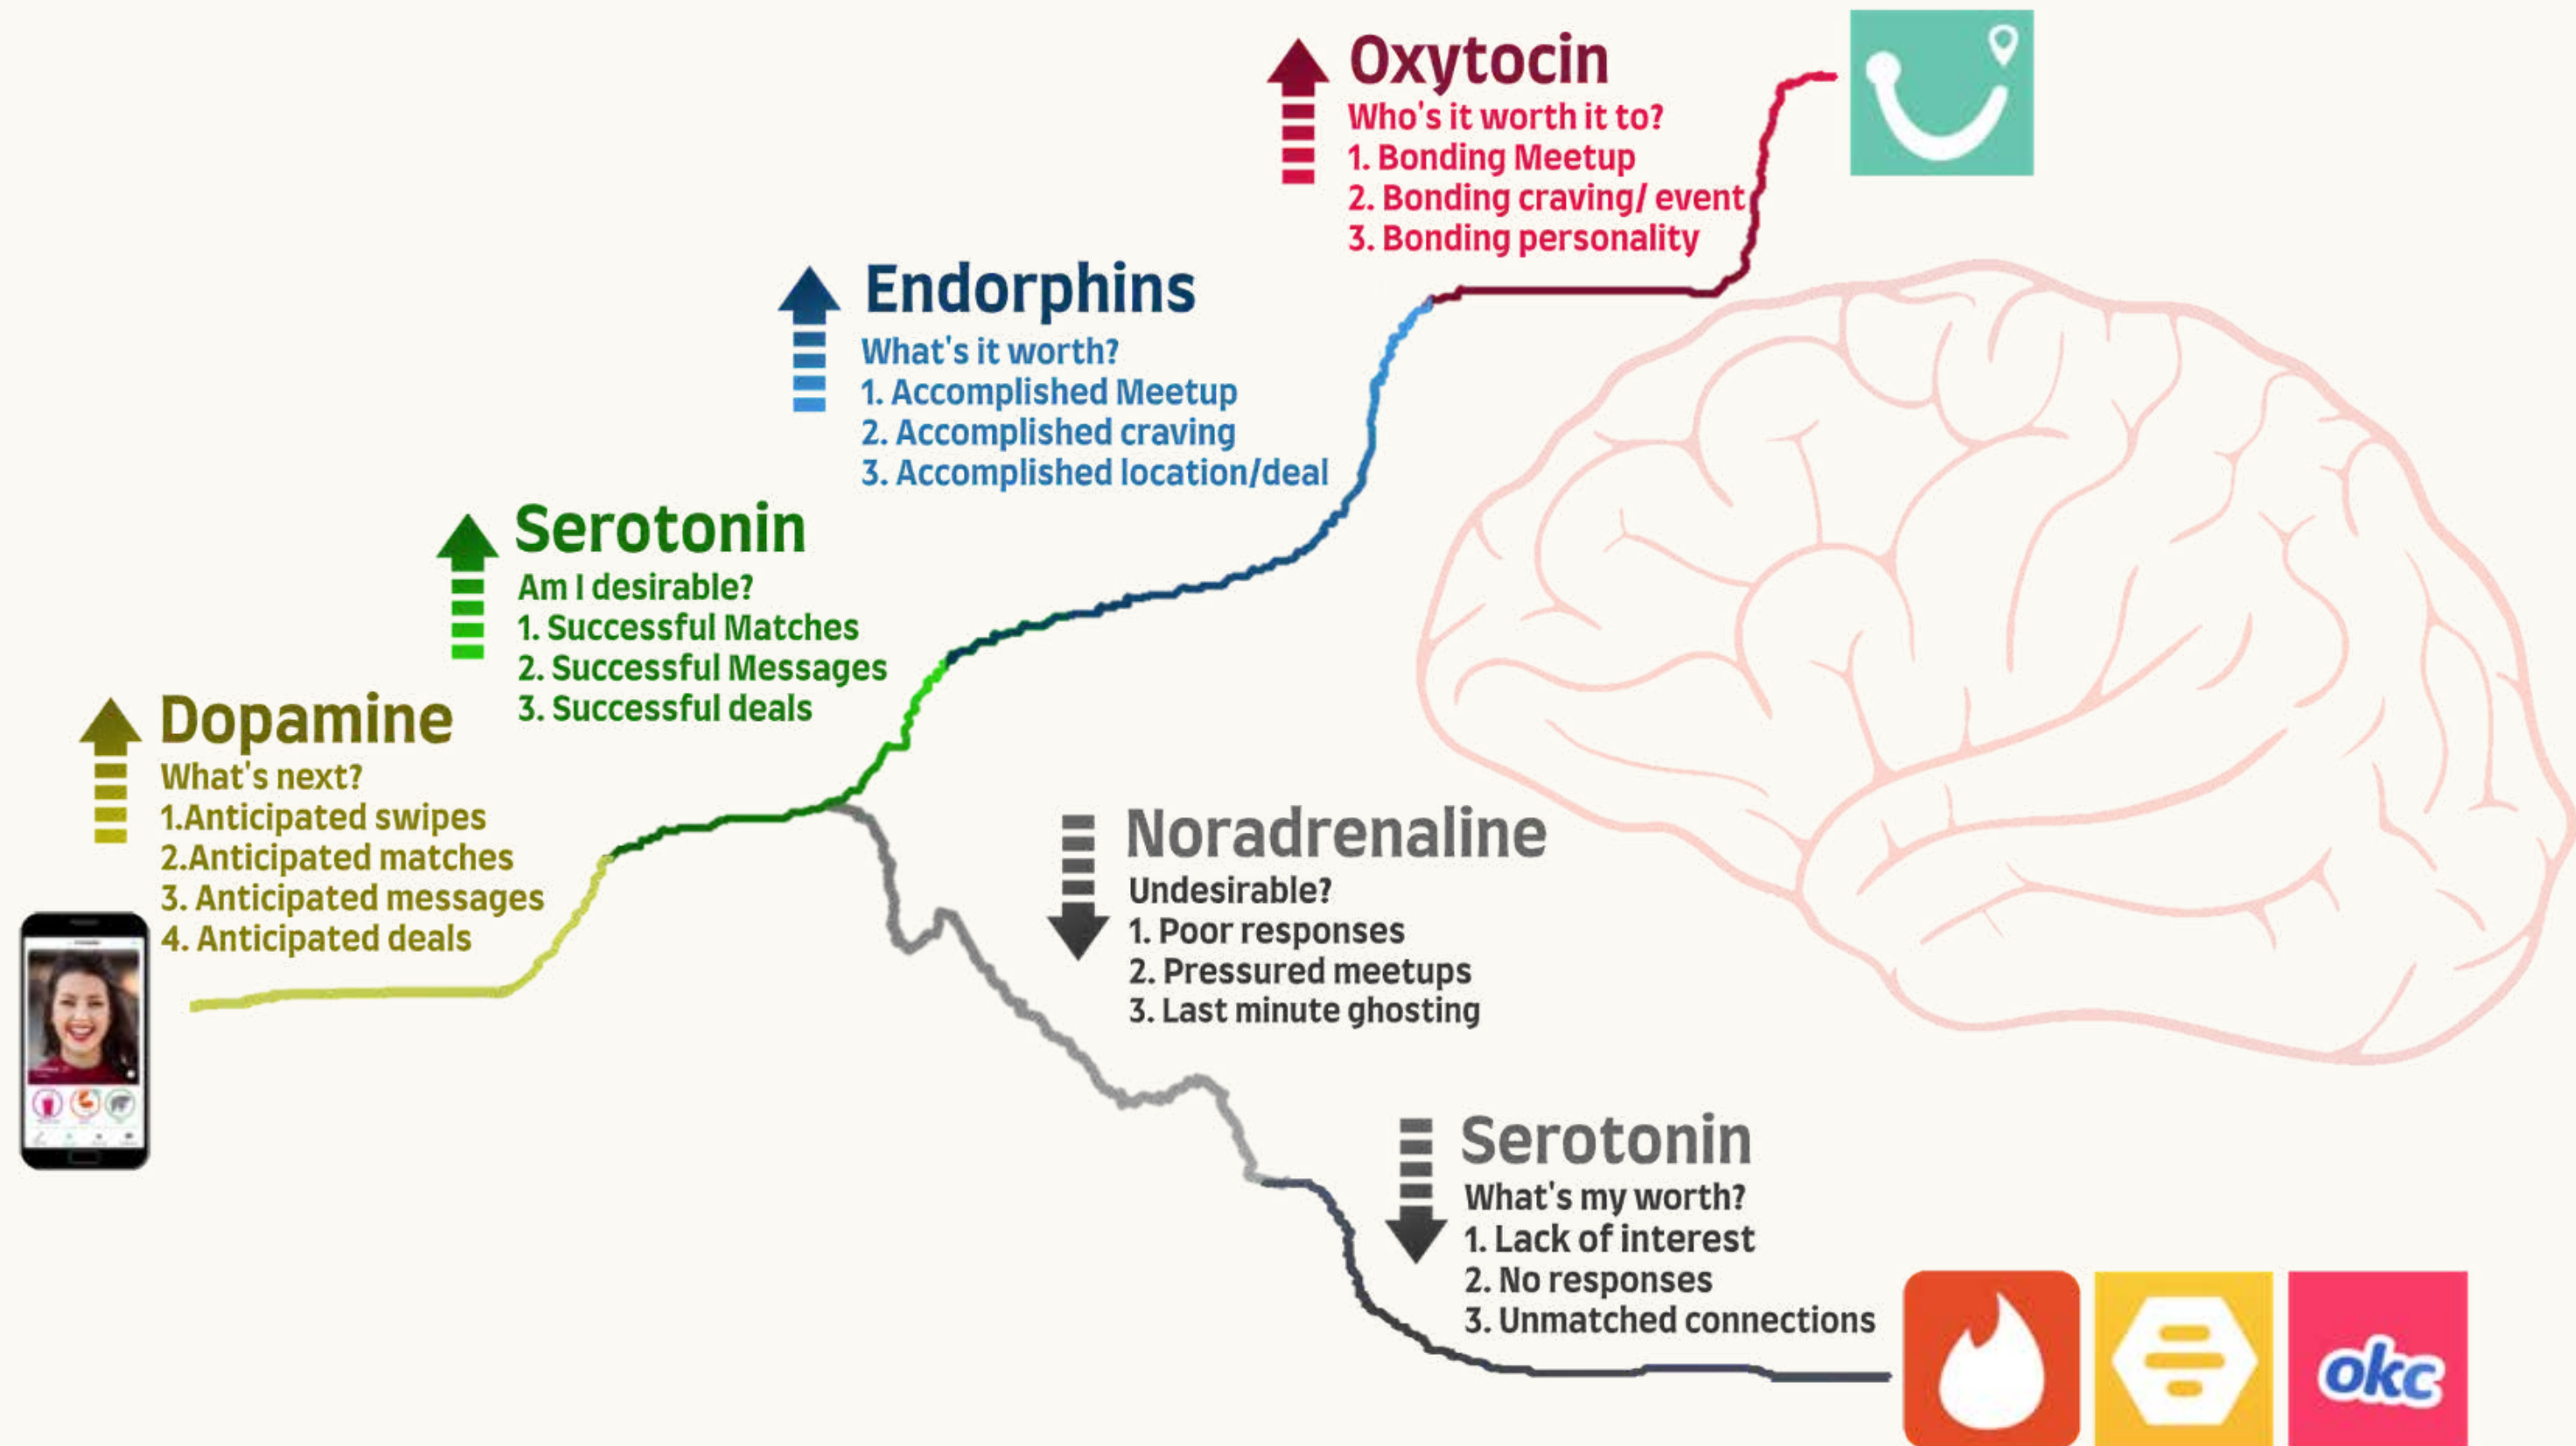 Oxytocin
Who's it worth it to?
1. Bonding Meetup
2. Bonding craving/ event
3. Bonding personality
Endorphins
What's it worth?
1. Accomplished Meetup
2. Accomplished craving
3. Accomplished location/deal
Serotonin
Am I desirable?
1. Successful Matches
2. Successful Messages
3. Successful deals
Dopamine
What's next?
1.Anticipated swipes
2.Anticipated matches
3. Anticipated messages
4. Anticipated deals
Noradrenaline
Undesirable?
1. Poor responses
2. Pressured meetups
3. Last minute ghosting
Serotonin
What's my worth?
1. Lack of interest
2. No responses
3. Unmatched connections
okc